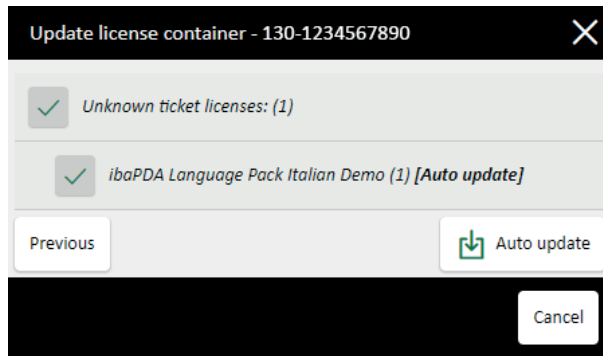 Update license container - 130-1234567890
Unknown ticket licenses: (1)
ibaPDA Language Pack Italian Demo (1) [Auto update]
Previous
Auto update
Cancel